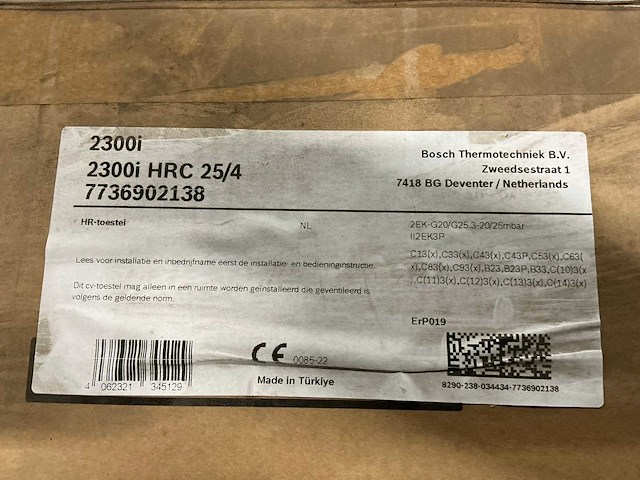 2300i
2300i HRC 25/4
7736902138
Bosch Thermotechniek B.V.
Zweedsestraat 1
7418 BG Deventer / Netherlands
HR-toestel
NL
2EK-G20/G25.3-20/25mbar
II2EK3P
Lees voor installatie en inbedrijfname eerst de installatie- en bedieninginstructie.
Dit cv-toestel mag alleen in een ruimte worden geïnstalleerd die geventileerd is
volgens de geldende norm.
C13(x),C33(x),C43(x),C43P,C53(x),C63(
x),C83(x),C93(x),B23,B23P,B33,C(10)3(x)
,C(11)3(x),C(12)3(x),C(13)3(x),C(14)3(x)
ErP019
CE 0085-22
Made in Türkiye
4 062321 345129
8290-238-034434-7736902138